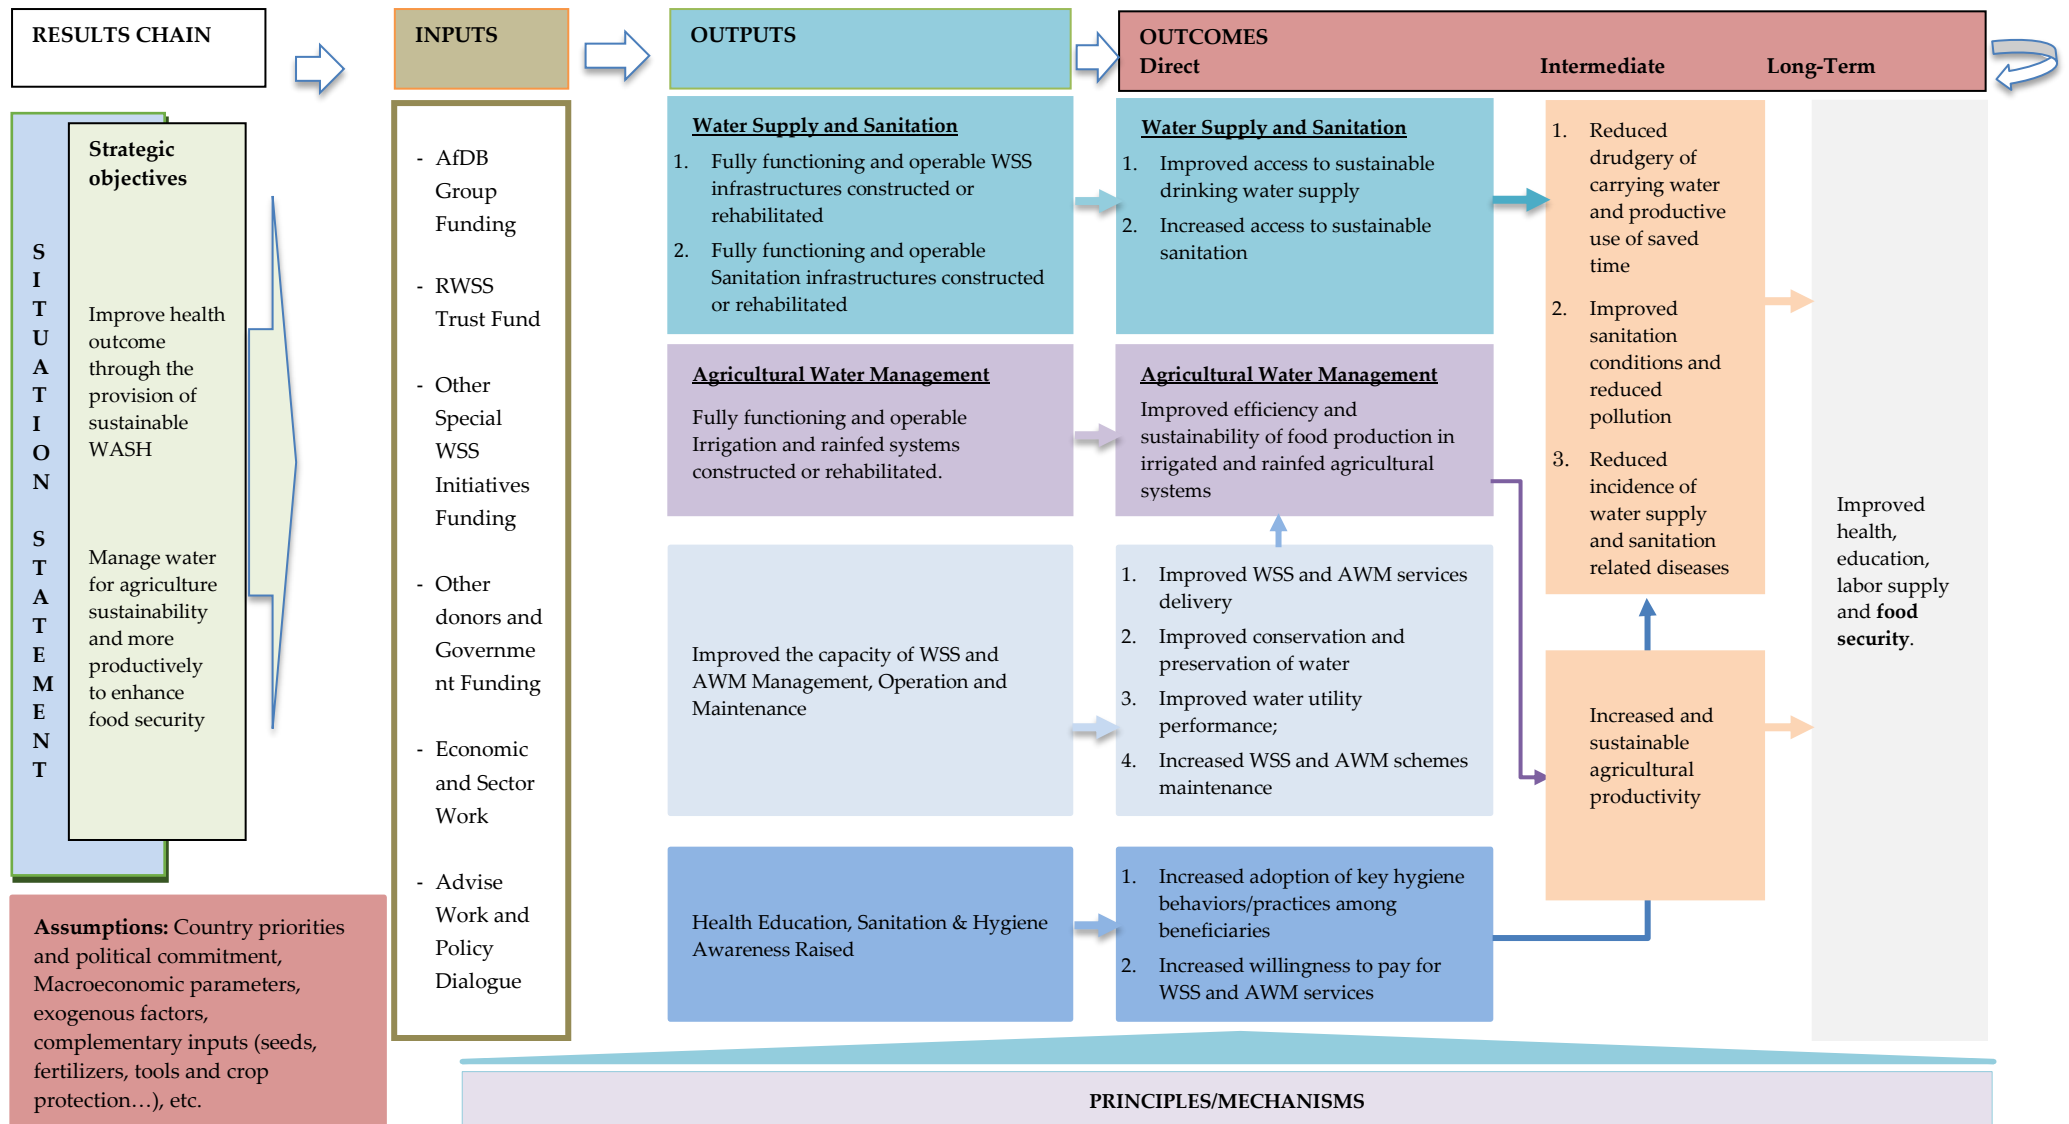 RESULTS CHAIN
INPUTS
OUTPUTS
OUTCOMES
Direct
Intermediate
Long-Term
S
I
T
U
A
T
I
O
N
S
T
A
T
E
M
E
N
T
Strategic
objectives
Improve health
outcome
through the
provision of
sustainable
WASH
Manage water
for agriculture
sustainability
and more
productively
to enhance
food security
Assumptions: Country priorities
and political commitment,
Macroeconomic parameters,
exogenous factors,
complementary inputs (seeds,
fertilizers, tools and crop
protection…), etc.
- AfDB
Group
Funding
- RWSS
Trust Fund
- Other
Special
WSS
Initiatives
Funding
- Other
donors and
Governme
nt Funding
- Economic
and Sector
Work
- Advise
Work and
Policy
Dialogue
Water Supply and Sanitation
1. Fully functioning and operable WSS
infrastructures constructed or
rehabilitated
2. Fully functioning and operable
Sanitation infrastructures constructed
or rehabilitated
Agricultural Water Management
Fully functioning and operable
Irrigation and rainfed systems
constructed or rehabilitated.
Improved the capacity of WSS and
AWM Management, Operation and
Maintenance
Health Education, Sanitation & Hygiene
Awareness Raised
Water Supply and Sanitation
1. Improved access to sustainable
drinking water supply
2. Increased access to sustainable
sanitation
Agricultural Water Management
Improved efficiency and
sustainability of food production in
irrigated and rainfed agricultural
systems
1. Improved WSS and AWM services
delivery
2. Improved conservation and
preservation of water
3. Improved water utility
performance;
4. Increased WSS and AWM schemes
maintenance
1. Increased adoption of key hygiene
behaviors/practices among
beneficiaries
2. Increased willingness to pay for
WSS and AWM services
1. Reduced
drudgery of
carrying water
and productive
use of saved
time
2. Improved
sanitation
conditions and
reduced
pollution
3. Reduced
incidence of
water supply
and sanitation
related diseases
Increased and
sustainable
agricultural
productivity
Improved
health,
education,
labor supply
and food
security.
PRINCIPLES/MECHANISMS